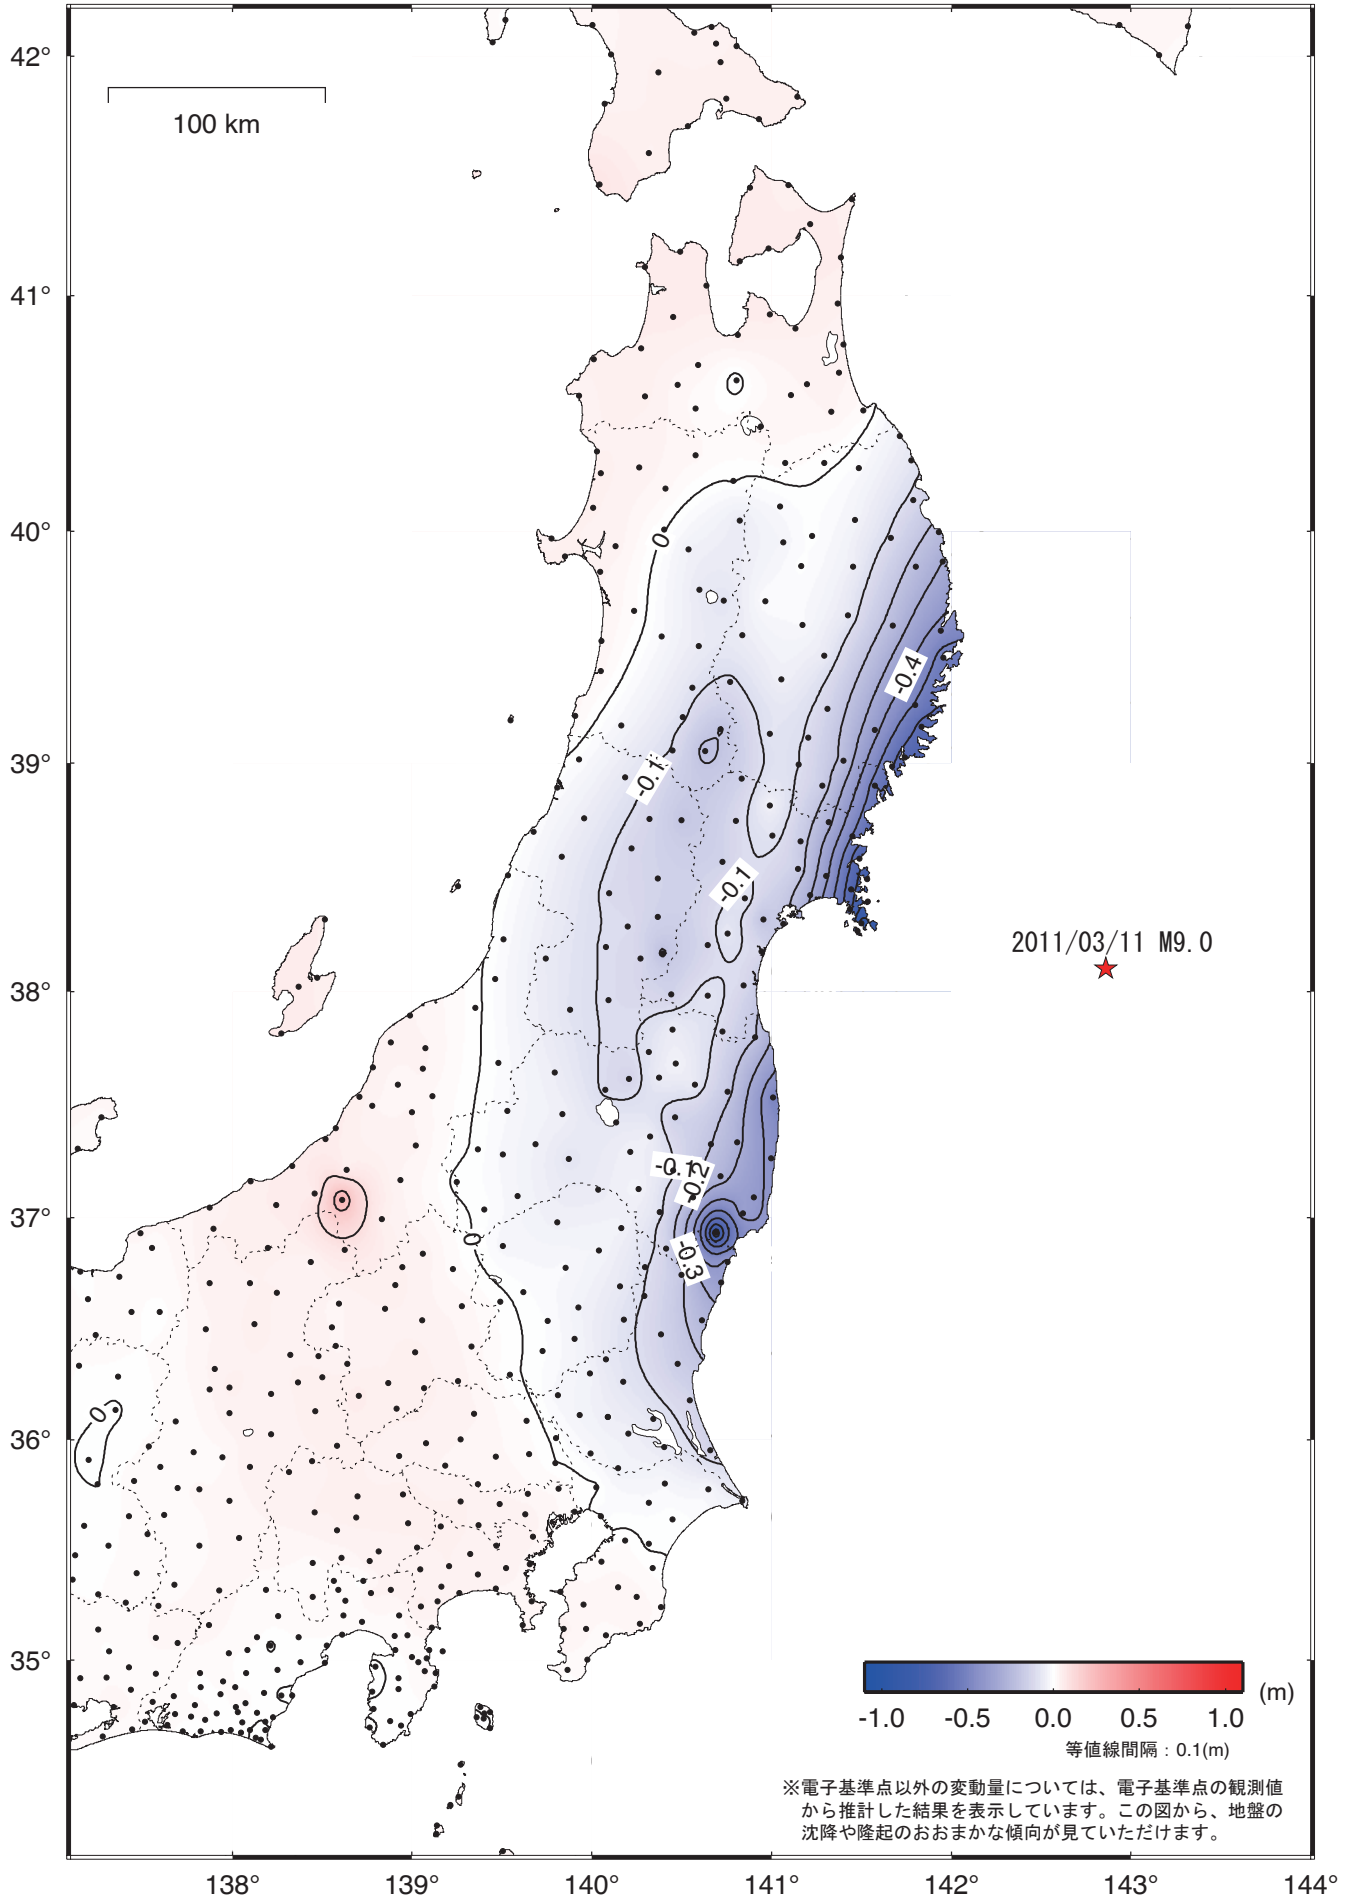 42°
100 km
41°
0
40°
-0.4
39°
-0.1
-0.1
2011/03/11 M9.0
38°
-0.1
-0.2
37°
0
-0.3
0
36°
35°
(m)
-1.0 -0.5 0.0 0.5 1.0
等値線間隔：0.1(m)
※電子基準点以外の変動量については、電子基準点の観測値
から推計した結果を表示しています。この図から、地盤の
沈降や隆起のおおまかな傾向が見ていただけます。
138° 139° 140° 141° 142° 143° 144°